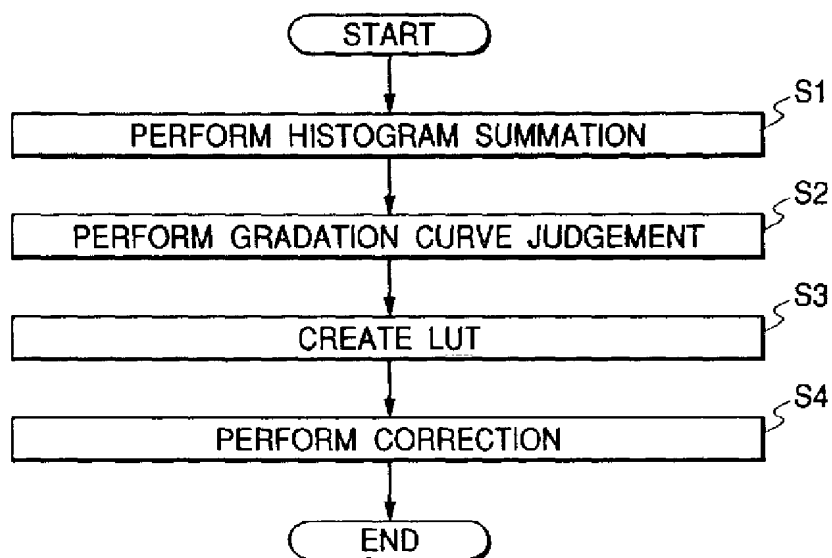 START
S1
PERFORM HISTOGRAM SUMMATION
S2
PERFORM GRADATION CURVE JUDGEMENT
S3
CREATE LUT
S4
PERFORM CORRECTION
END